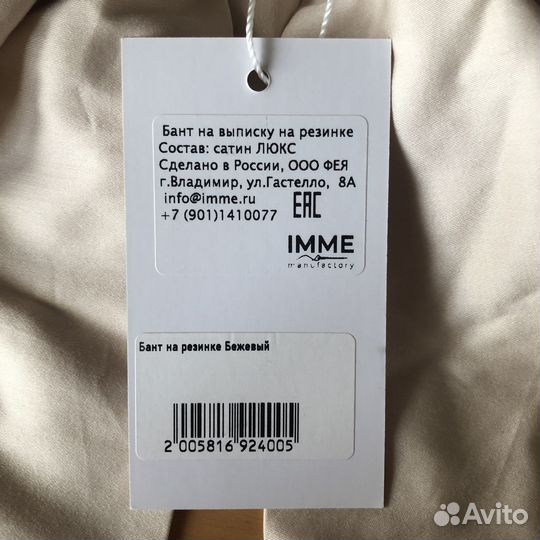 Бант на выписку на резинке
Состав: сатин ЛЮКС
Сделано в России, ООО ФЕЯ
г.Владимир, ул.Гастелло, 8А
info@imme.ru
+7 (901)1410077
EAC
IMME
manufactory
Бант на резинке Бежевый
2 005816 924005
Avito